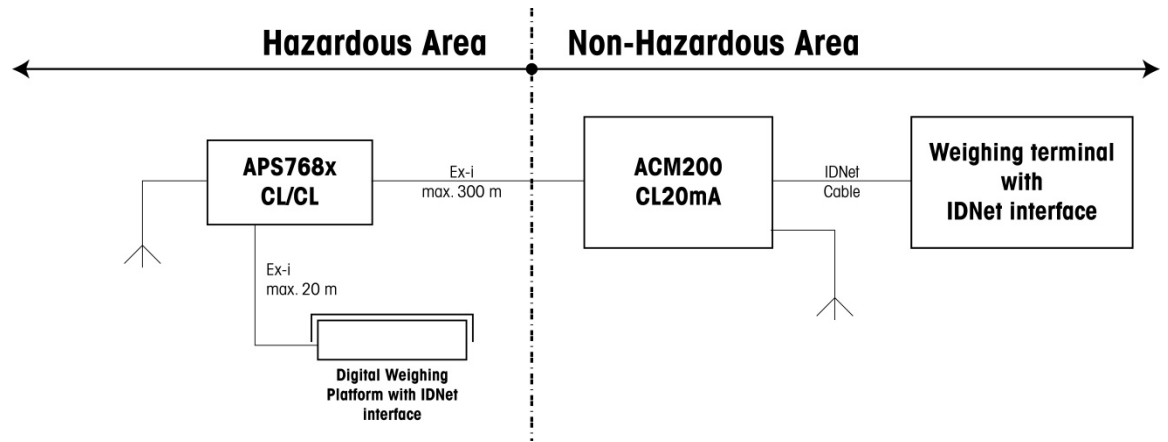 Hazardous Area
Non-Hazardous Area
APS768x
CL/CL
Ex-i
max. 300 m
ACM200
CL20mA
IDNet
Cable
Weighing terminal
with
IDNet interface
Ex-i
max. 20 m
Digital Weighing
Platform with IDNet
interface